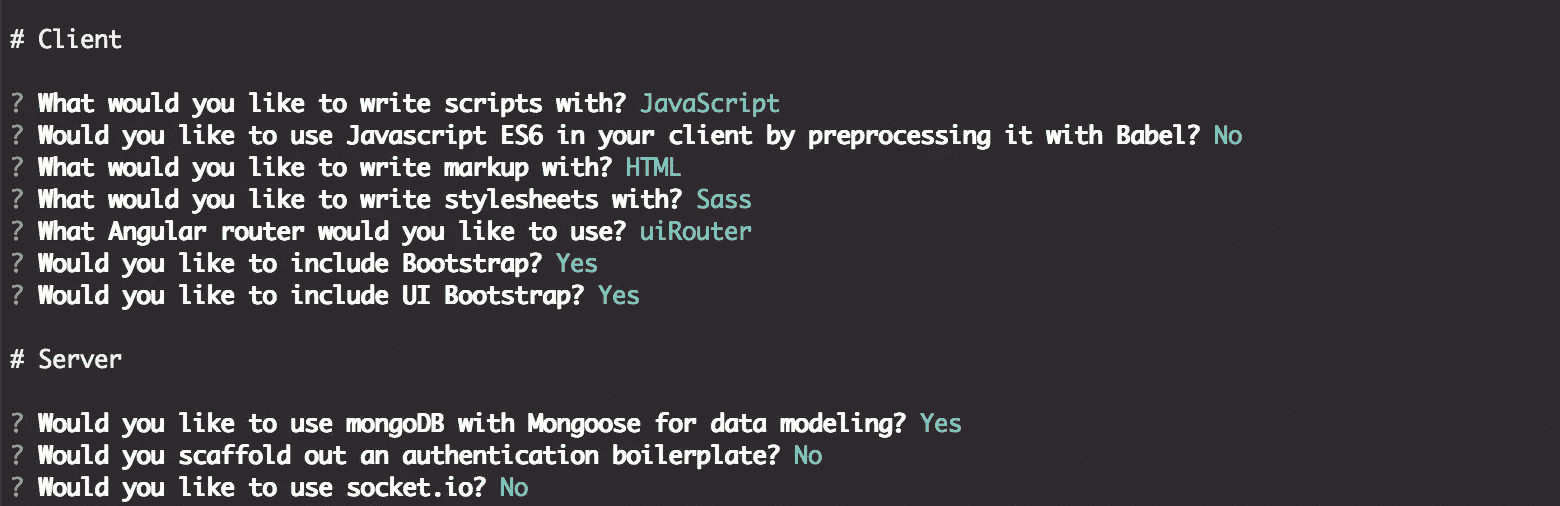 # Client
? What would you like to write scripts with? JavaScript
? Would you like to use Javascript ES6 in your client by preprocessing it with Babel? No
? What would you like to write markup with? HTML
? What would you like to write stylesheets with? Sass
? What Angular router would you like to use? uiRouter
? Would you like to include Bootstrap? Yes
? Would you like to include UI Bootstrap? Yes
# Server
? Would you like to use mongoDB with Mongoose for data modeling? Yes
? Would you scaffold out an authentication boilerplate? No
? Would you like to use socket.io? No